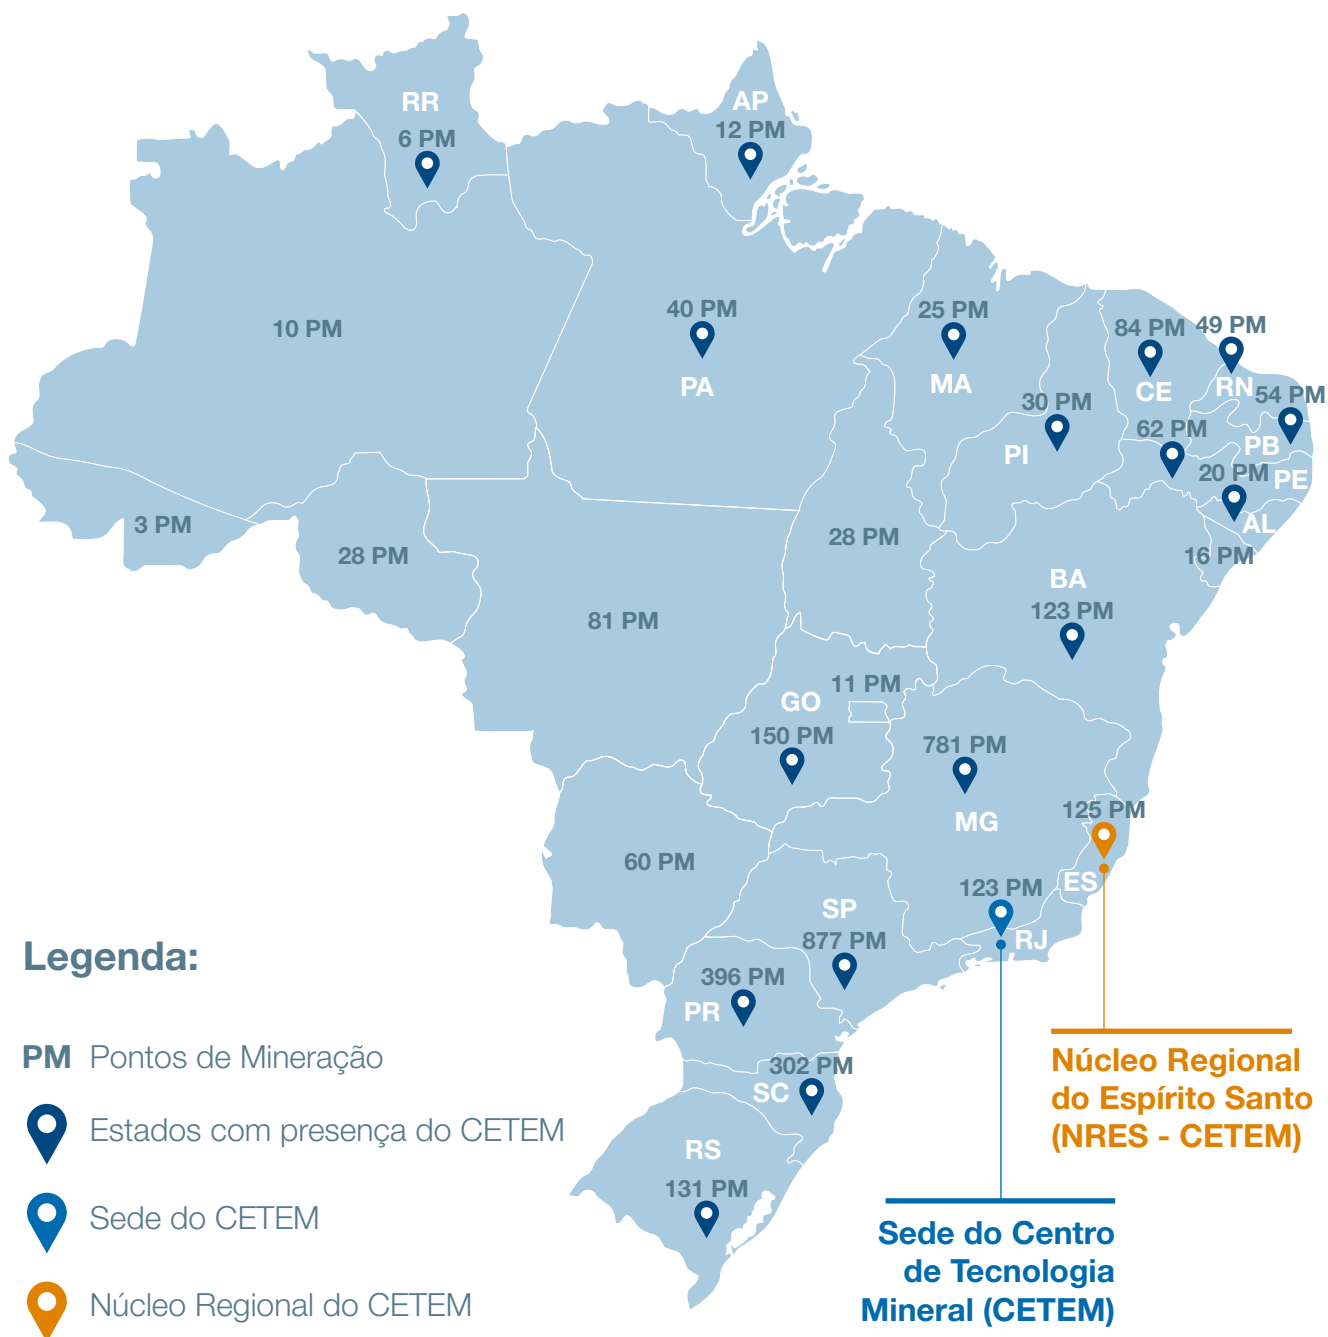 RR
6 PM
AP
12 PM
10 PM
40 PM
PA
25 PM
MA
84 PM
CE
49 PM
RN
30 PM
PI
54 PM
PB
62 PM
PE
20 PM
AL
16 PM
3 PM
28 PM
28 PM
81 PM
BA
123 PM
11 PM
GO
150 PM
781 PM
MG
125 PM
ES
60 PM
123 PM
RJ
SP
877 PM
396 PM
PR
302 PM
SC
RS
131 PM
Legenda:
PM Pontos de Mineração
Estados com presença do CETEM
Sede do CETEM
Núcleo Regional do CETEM
Núcleo Regional
do Espírito Santo
(NRES - CETEM)
Sede do Centro
de Tecnologia
Mineral (CETEM)